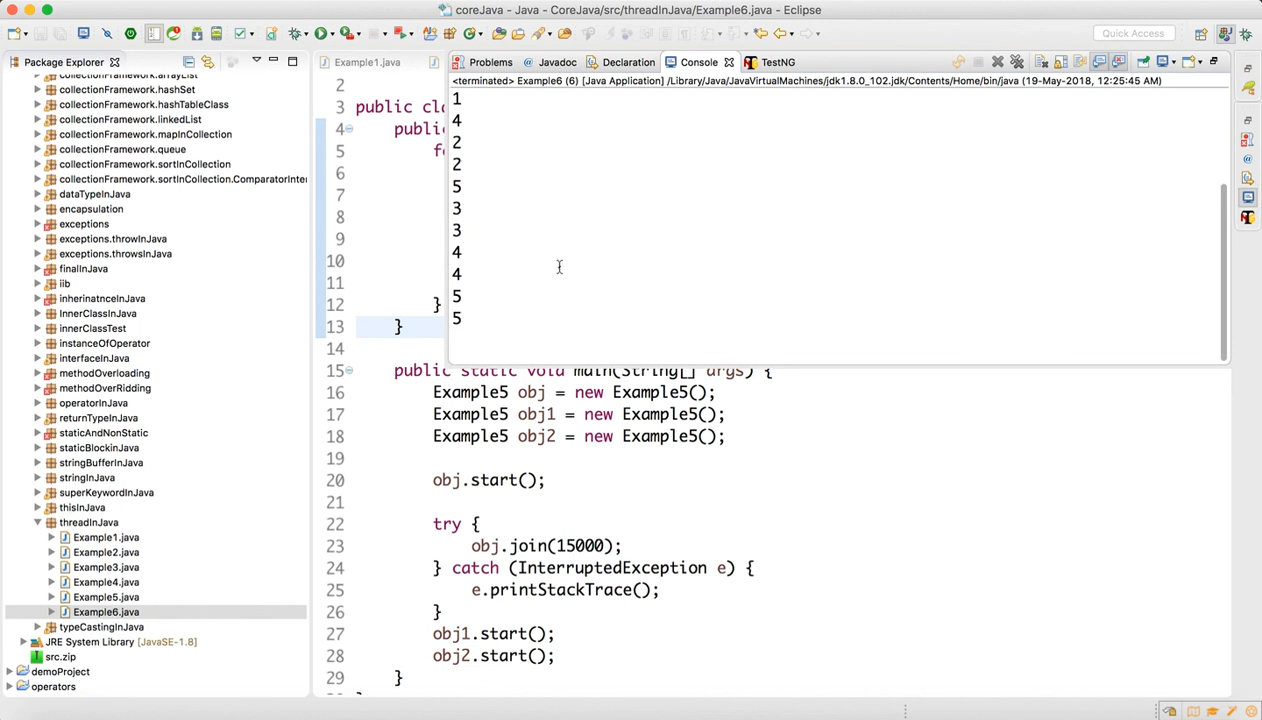 coreJava - Java - CoreJava/src/threadInJava/Example6.java - Eclipse
Quick Access
Package Explorer
collectionFramework.arrayList
collectionFramework.hashSet
collectionFramework.hashTableClass
collectionFramework.linkedList
collectionFramework.mapInCollection
collectionFramework.queue
collectionFramework.sortInCollection
collectionFramework.sortInCollection.ComparatorInter
dataTypeInJava
encapsulation
exceptions
exceptions.throwInJava
exceptions.throwsInJava
finalInJava
iib
inherinatnceInJava
InnerClassInJava
innerClassTest
instanceOfOperator
interfaceInJava
methodOverloading
methodOverRidding
operatorInJava
returnTypeInJava
staticAndNonStatic
staticBlockinJava
stringBufferInJava
stringInJava
superKeywordInJava
thisInJava
threadInJava
Example1.java
Example2.java
Example3.java
Example4.java
Example5.java
Example6.java
typeCastingInJava
JRE System Library [JavaSE-1.8]
src.zip
demoProject
operators
Example1.java
Problems
@ Javadoc
Declaration
Console
TestNG
<terminated> Example6 (6) [Java Application] /Library/Java/JavaVirtualMachines/jdk1.8.0_102.jdk/Contents/Home/bin/java (19-May-2018, 12:25:45 AM)
1
4
2
2
5
3
3
4
4
5
5
2
3 public cla
4 public
5 fo
6
7
8
9
10
11
12 }
13 }
14
15 public static void main(String[] args) {
16 Example5 obj = new Example5();
17 Example5 obj1 = new Example5();
18 Example5 obj2 = new Example5();
19
20 obj.start();
21
22 try {
23 obj.join(15000);
24 } catch (InterruptedException e) {
25 e.printStackTrace();
26 }
27 obj1.start();
28 obj2.start();
29 }